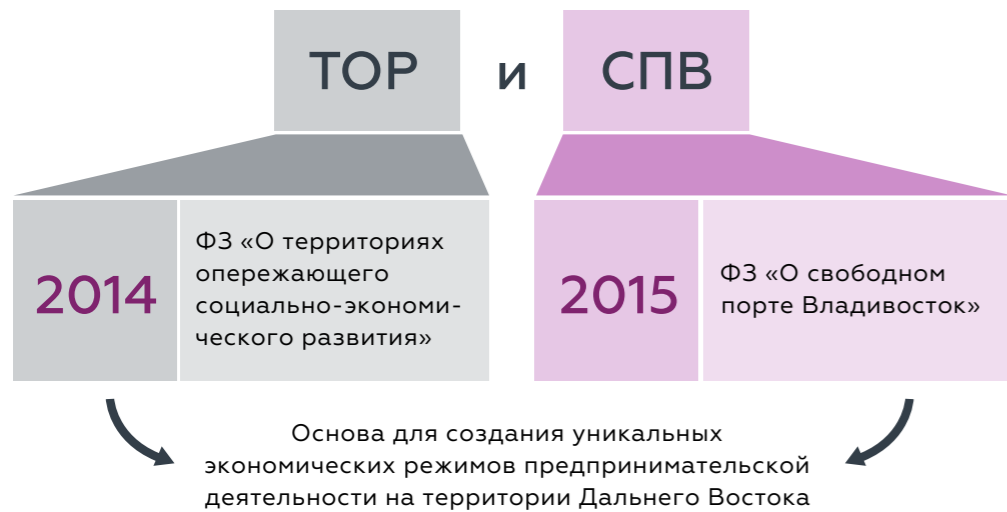 ТОР и СПВ
2014
ФЗ «О территориях
опережающего
социально-экономи-
ческого развития»
2015
ФЗ «О свободном
порте Владивосток»
Основа для создания уникальных
экономических режимов предпринимательской
деятельности на территории Дальнего Востока